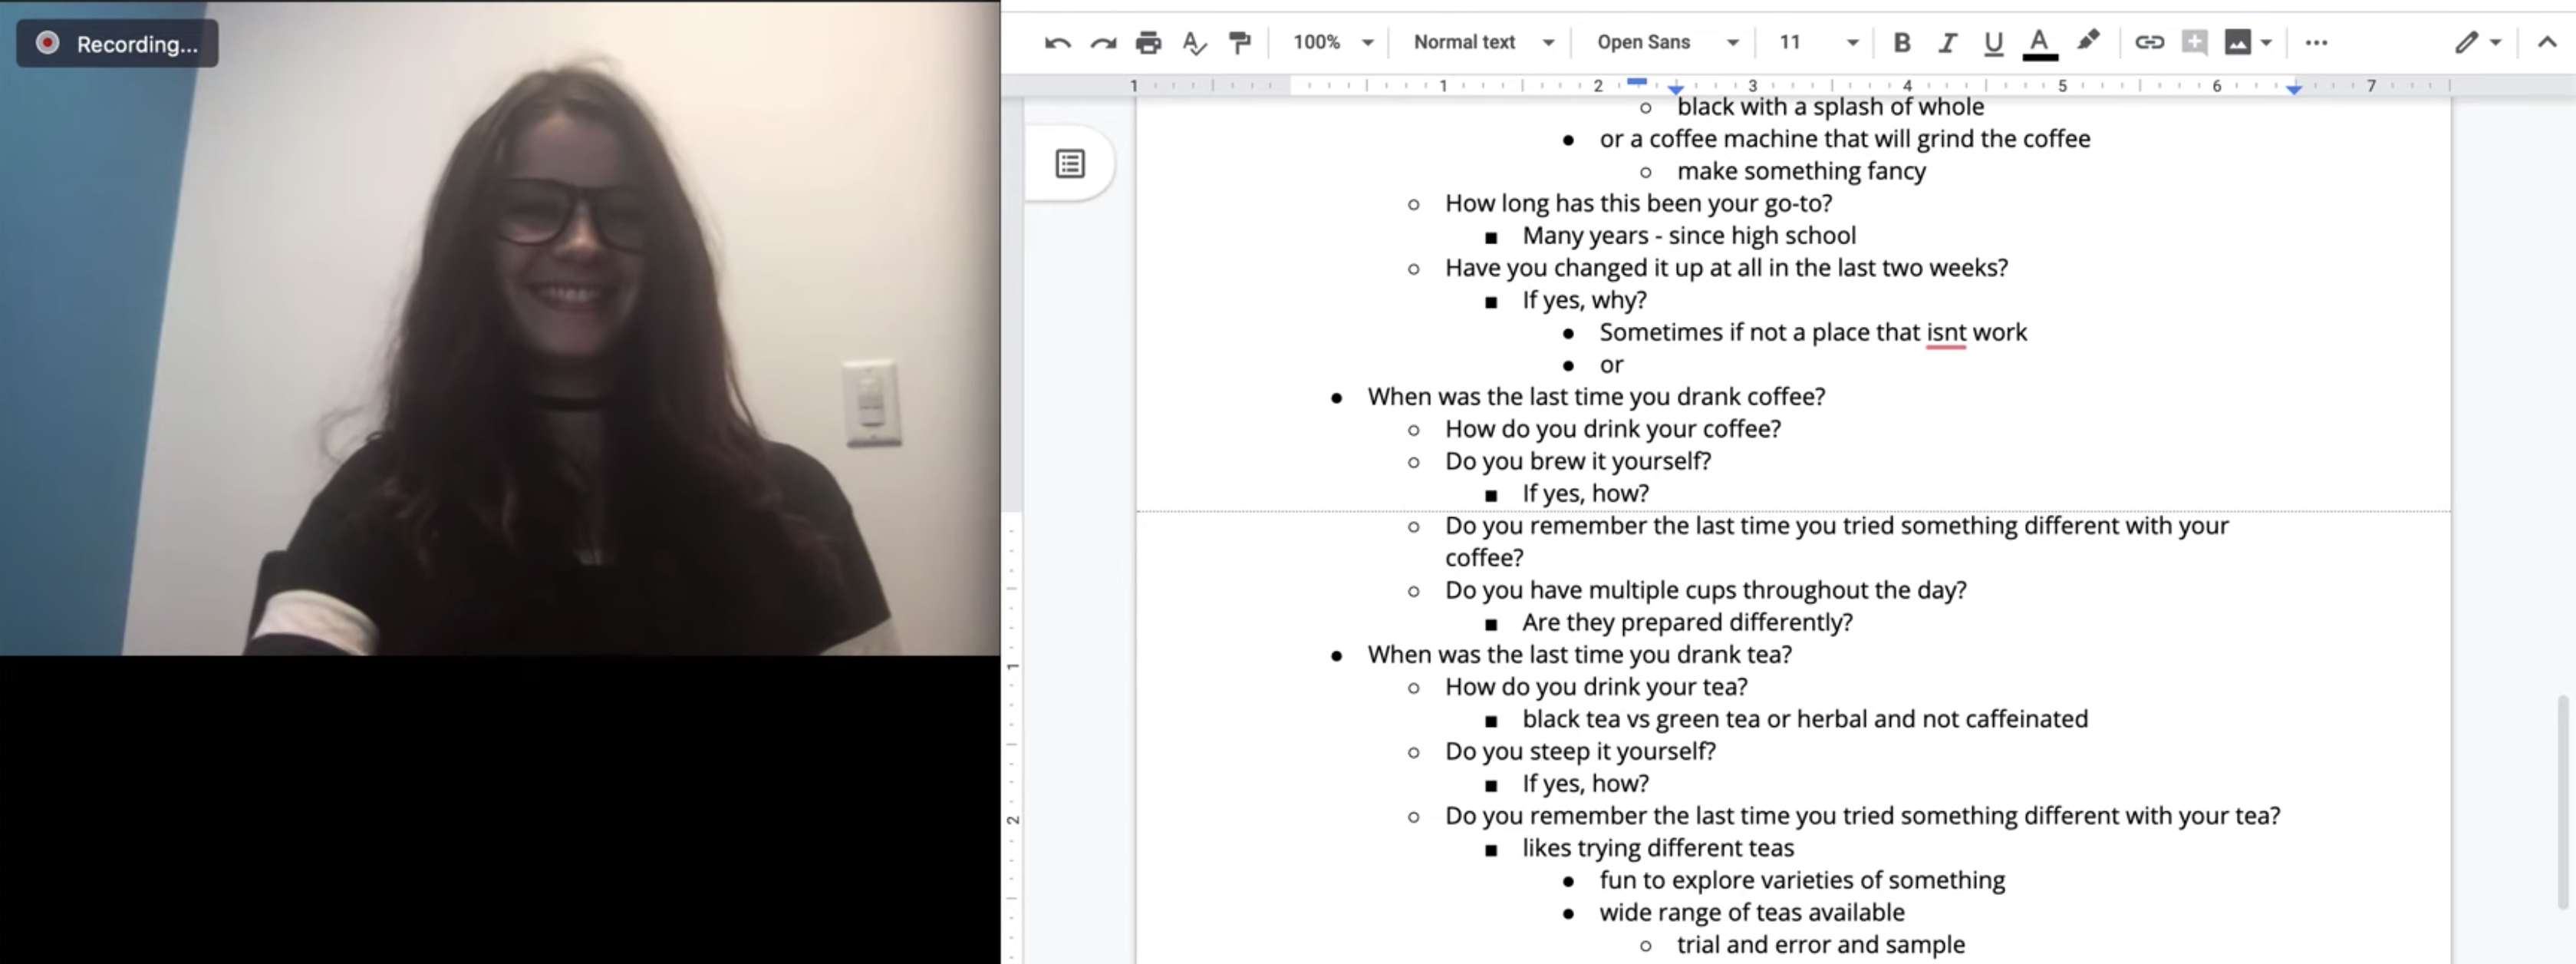 Recording...
100% Normal text Open Sans 11 B I U A
1 1 2 3 4 5 6 7
○ black with a splash of whole
● or a coffee machine that will grind the coffee
○ make something fancy
○ How long has this been your go-to?
■ Many years - since high school
○ Have you changed it up at all in the last two weeks?
■ If yes, why?
● Sometimes if not a place that isnt work
● or
● When was the last time you drank coffee?
○ How do you drink your coffee?
○ Do you brew it yourself?
■ If yes, how?
○ Do you remember the last time you tried something different with your
coffee?
○ Do you have multiple cups throughout the day?
■ Are they prepared differently?
1
● When was the last time you drank tea?
○ How do you drink your tea?
■ black tea vs green tea or herbal and not caffeinated
○ Do you steep it yourself?
■ If yes, how?
2
○ Do you remember the last time you tried something different with your tea?
■ likes trying different teas
● fun to explore varieties of something
● wide range of teas available
○ trial and error and sample